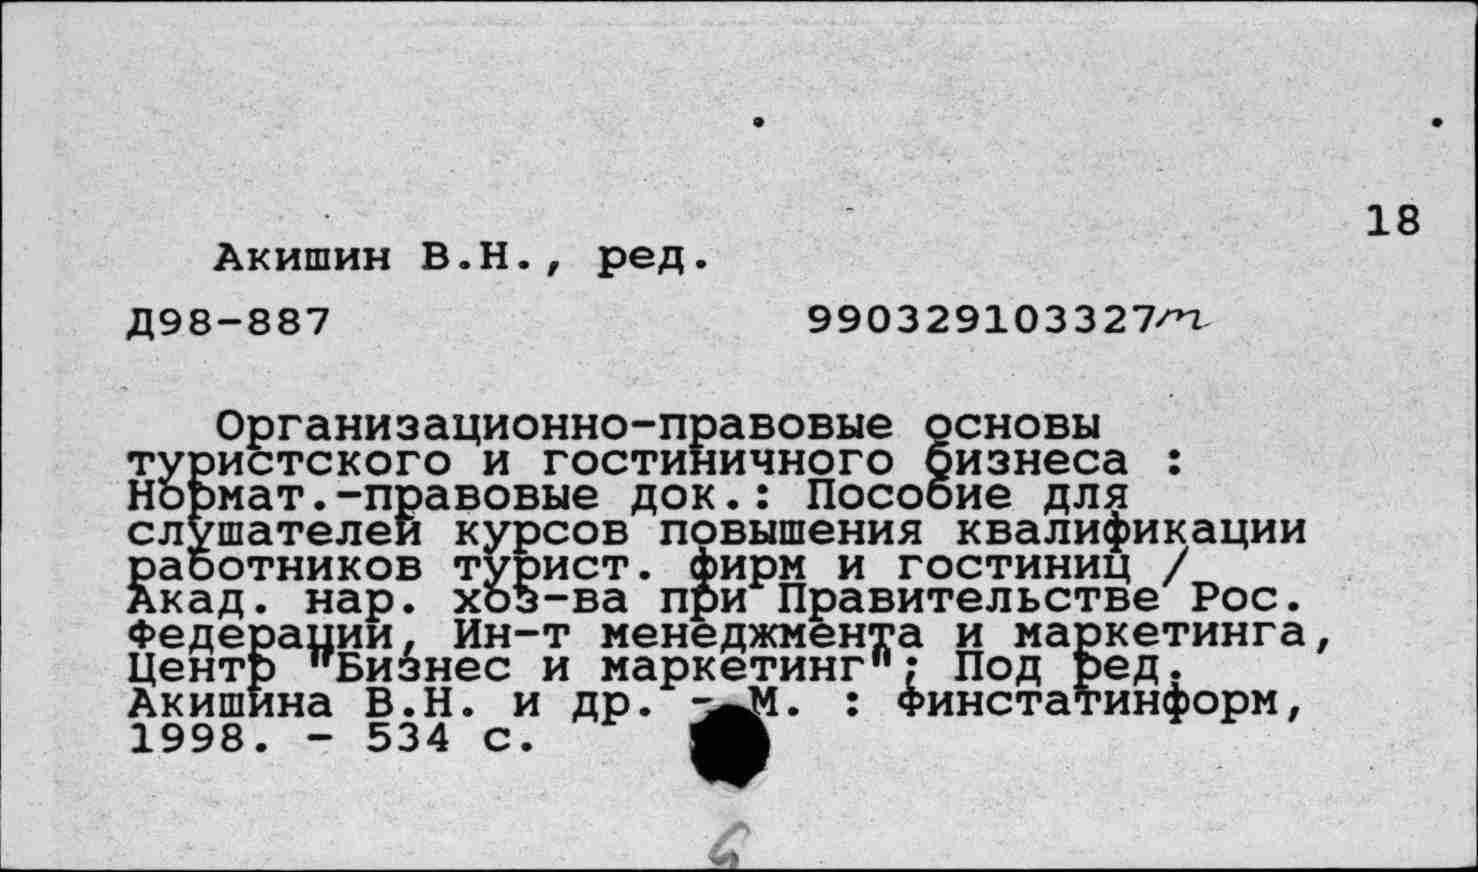 18
Акишин В.Н., ред.
Д98-887 990329103327т
Организационно-правовые основы
туристского и гостиничного бизнеса :
Нормат.-правовые док.: Пособие для
слушателей курсов повышения квалификации
работников турист. фирм и гостиниц /
Акад. нар. хоз-ва при Правительстве Рос.
Федерации, Ин-т менеджмента и маркетинга,
Центр "Бизнес и маркетинг"; Под ред.
Акишина В.Н. и др. - М. : Финстатинформ,
1998. - 534 с.